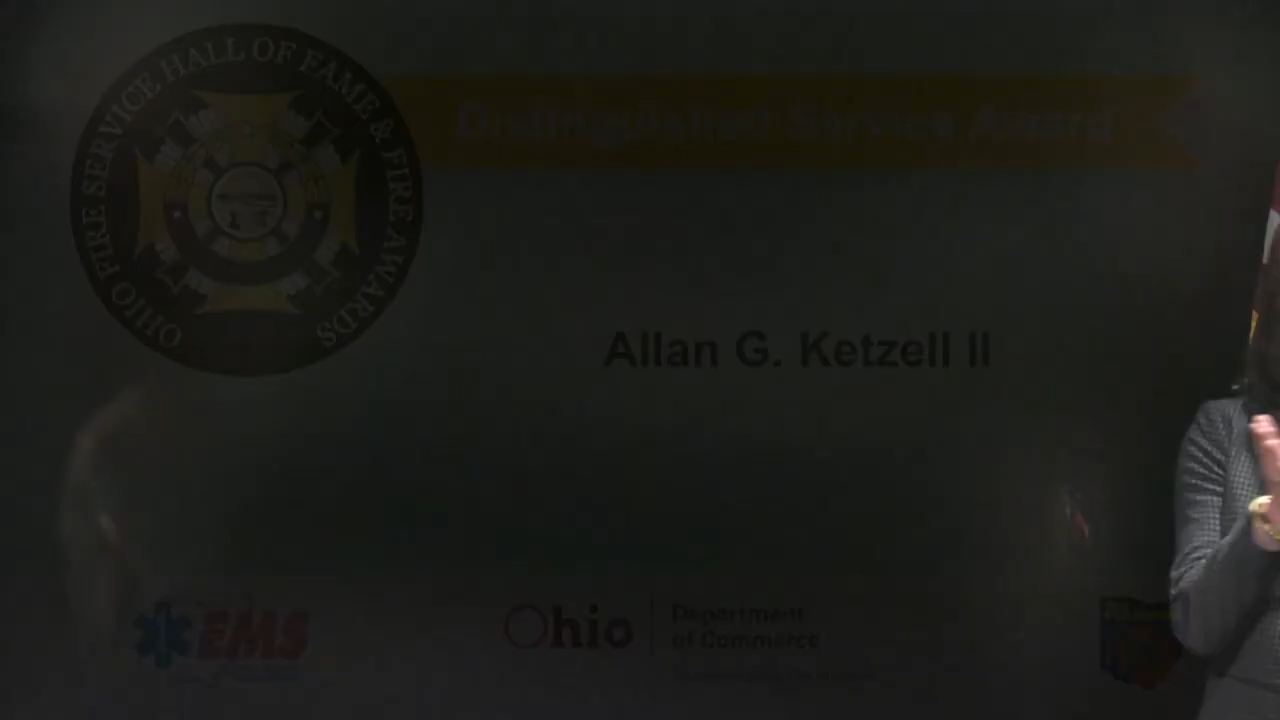 OHIO FIRE SERVICE HALL OF FAME & FIRE AWARDS
Distinguished Service Award
Allan G. Ketzell II
EMS
Ohio
Department
of Commerce